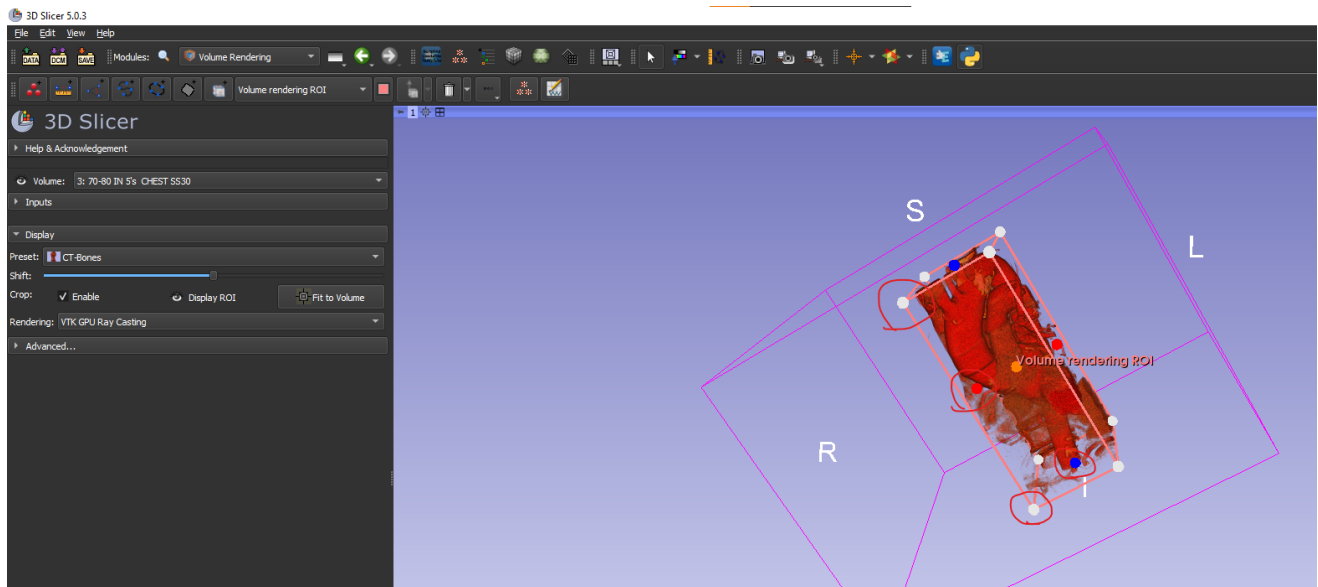 3D Slicer 5.0.3
File Edit View Help
DATA DCM SAVE Modules: Volume Rendering
Volume rendering ROI
1
3D Slicer
Help & Acknowledgement
Volume: 3: 70-80 IN 5's CHEST SS30
Inputs
Display
Preset: CT-Bones
Shift:
Crop: Enable Display ROI Fit to Volume
Rendering: VTK GPU Ray Casting
Advanced...
S
L
Volume rendering ROI
R
I